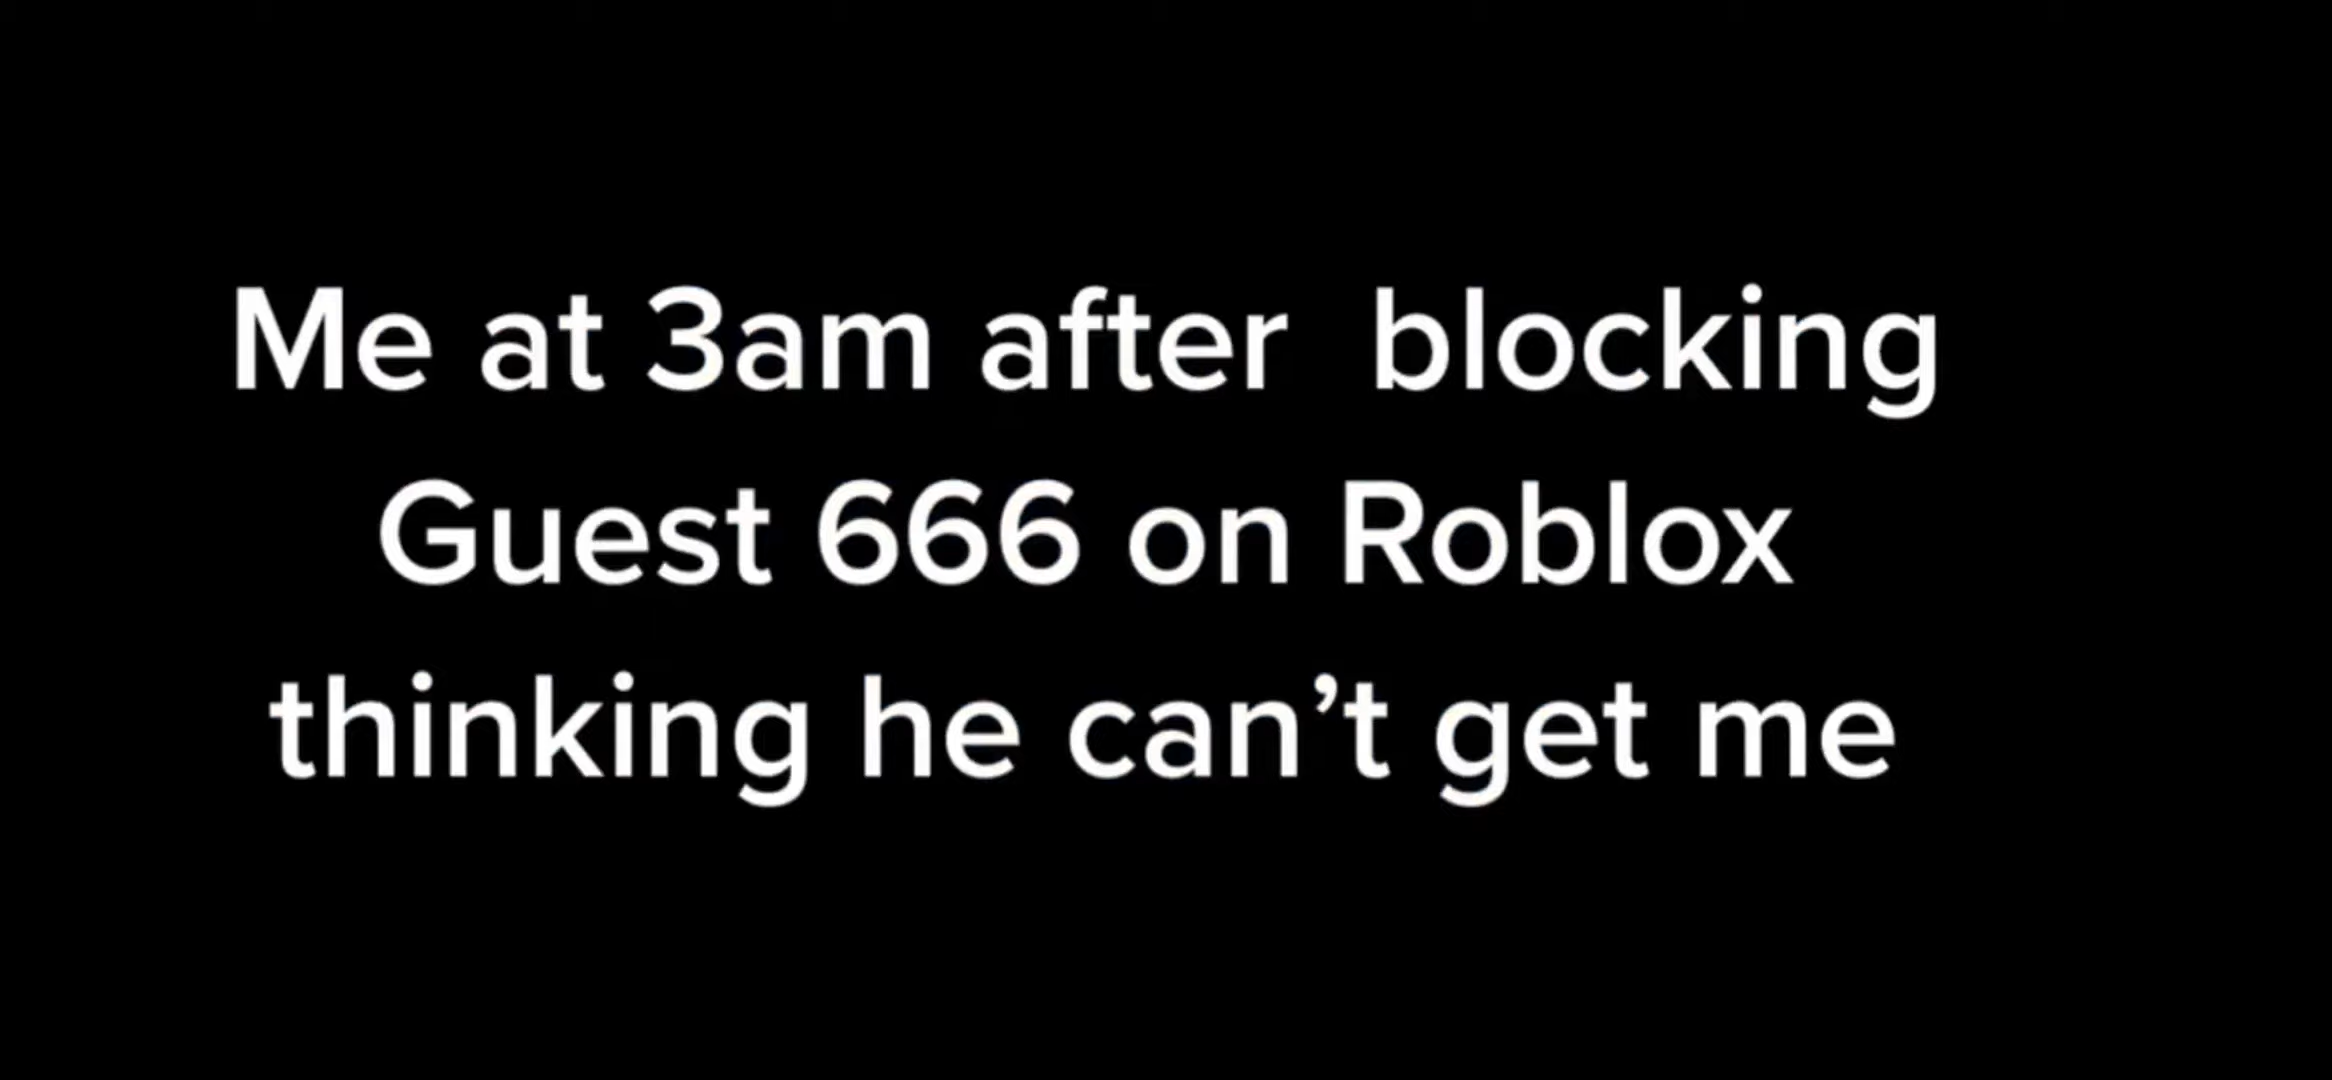 Me at 3am after  blocking
Guest 666 on Roblox
thinking he can’t get me